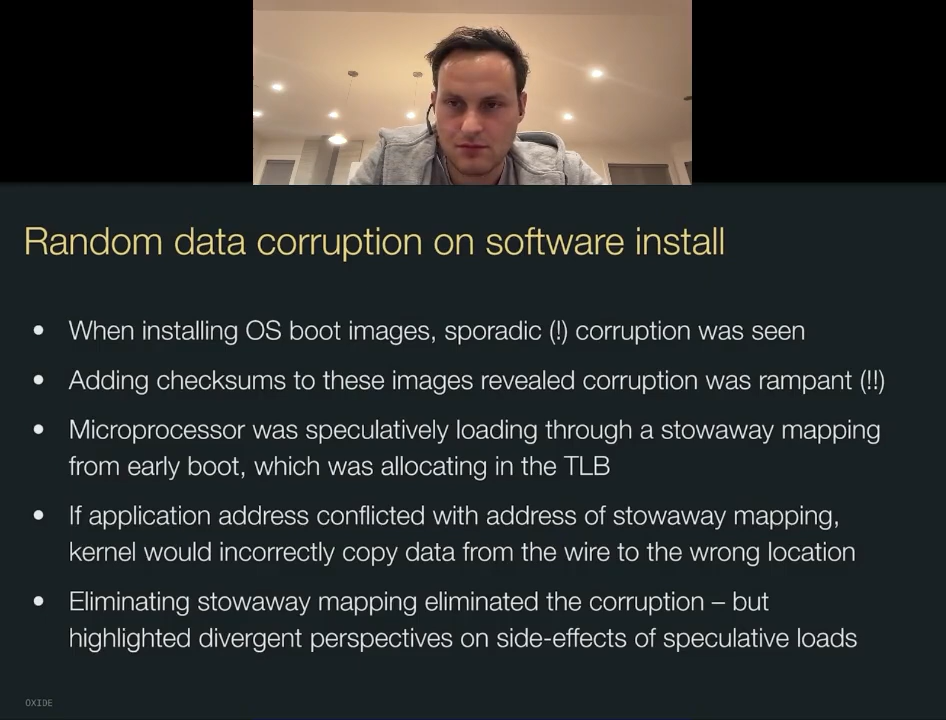 Random data corruption on software install
• When installing OS boot images, sporadic (!) corruption was seen
• Adding checksums to these images revealed corruption was rampant (!!)
• Microprocessor was speculatively loading through a stowaway mapping
from early boot, which was allocating in the TLB
• If application address conflicted with address of stowaway mapping,
kernel would incorrectly copy data from the wire to the wrong location
• Eliminating stowaway mapping eliminated the corruption – but
highlighted divergent perspectives on side-effects of speculative loads
OXIDE